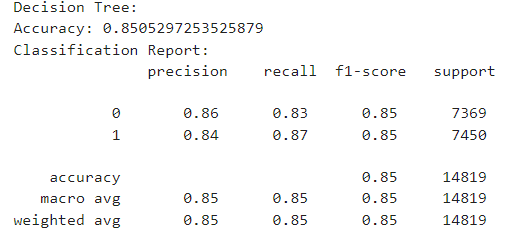 Decision Tree:
Accuracy: 0.8505297253525879
Classification Report:
precision recall f1-score support
0 0.86 0.83 0.85 7369
1 0.84 0.87 0.85 7450
accuracy 0.85 14819
macro avg 0.85 0.85 0.85 14819
weighted avg 0.85 0.85 0.85 14819